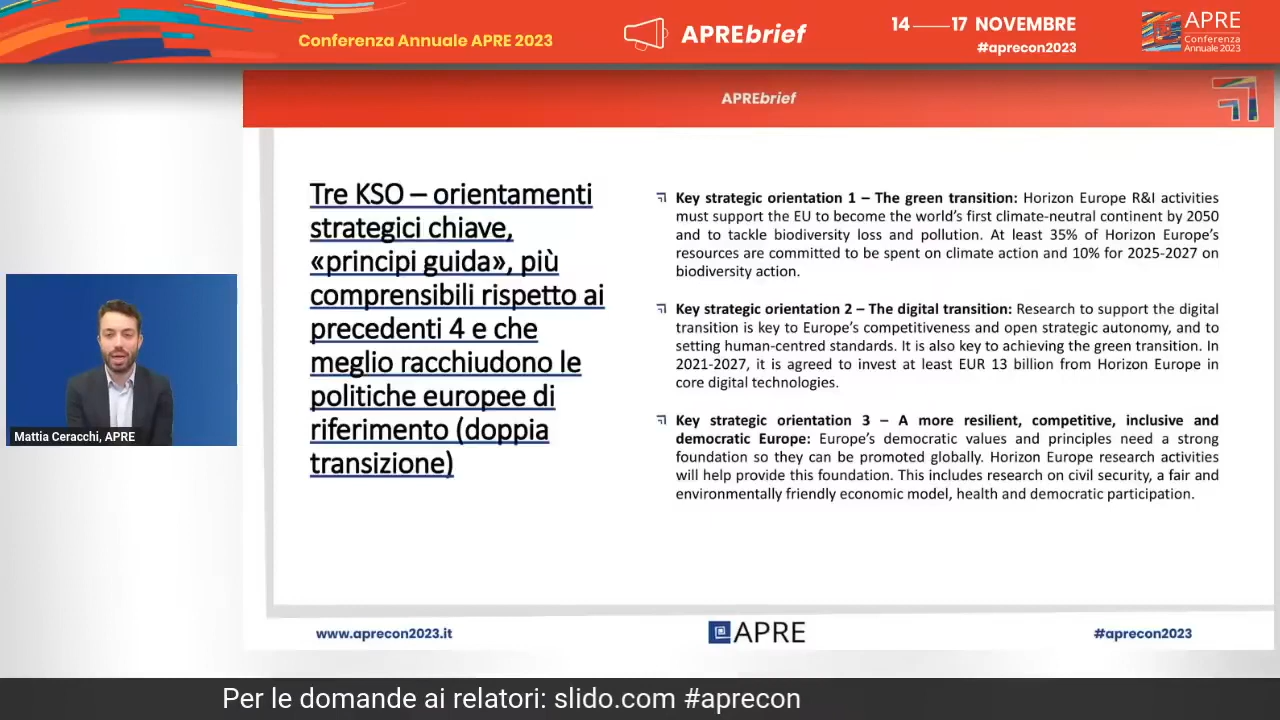 Conferenza Annuale APRE 2023
APREbrief
14 — 17 NOVEMBRE
#aprecon2023
APRE
Conferenza
Annuale 2023
APREbrief
Tre KSO – orientamenti
strategici chiave,
«principi guida», più
comprensibili rispetto ai
precedenti 4 e che
meglio racchiudono le
politiche europee di
riferimento (doppia
transizione)
Key strategic orientation 1 – The green transition: Horizon Europe R&I activities
must support the EU to become the world's first climate-neutral continent by 2050
and to tackle biodiversity loss and pollution. At least 35% of Horizon Europe's
resources are committed to be spent on climate action and 10% for 2025-2027 on
biodiversity action.
Key strategic orientation 2 – The digital transition: Research to support the digital
transition is key to Europe's competitiveness and open strategic autonomy, and to
setting human-centred standards. It is also key to achieving the green transition. In
2021-2027, it is agreed to invest at least EUR 13 billion from Horizon Europe in
core digital technologies.
Key strategic orientation 3 – A more resilient, competitive, inclusive and
democratic Europe: Europe's democratic values and principles need a strong
foundation so they can be promoted globally. Horizon Europe research activities
will help provide this foundation. This includes research on civil security, a fair and
environmentally friendly economic model, health and democratic participation.
Mattia Ceracchi, APRE
www.aprecon2023.it
APRE
#aprecon2023
Per le domande ai relatori: slido.com #aprecon